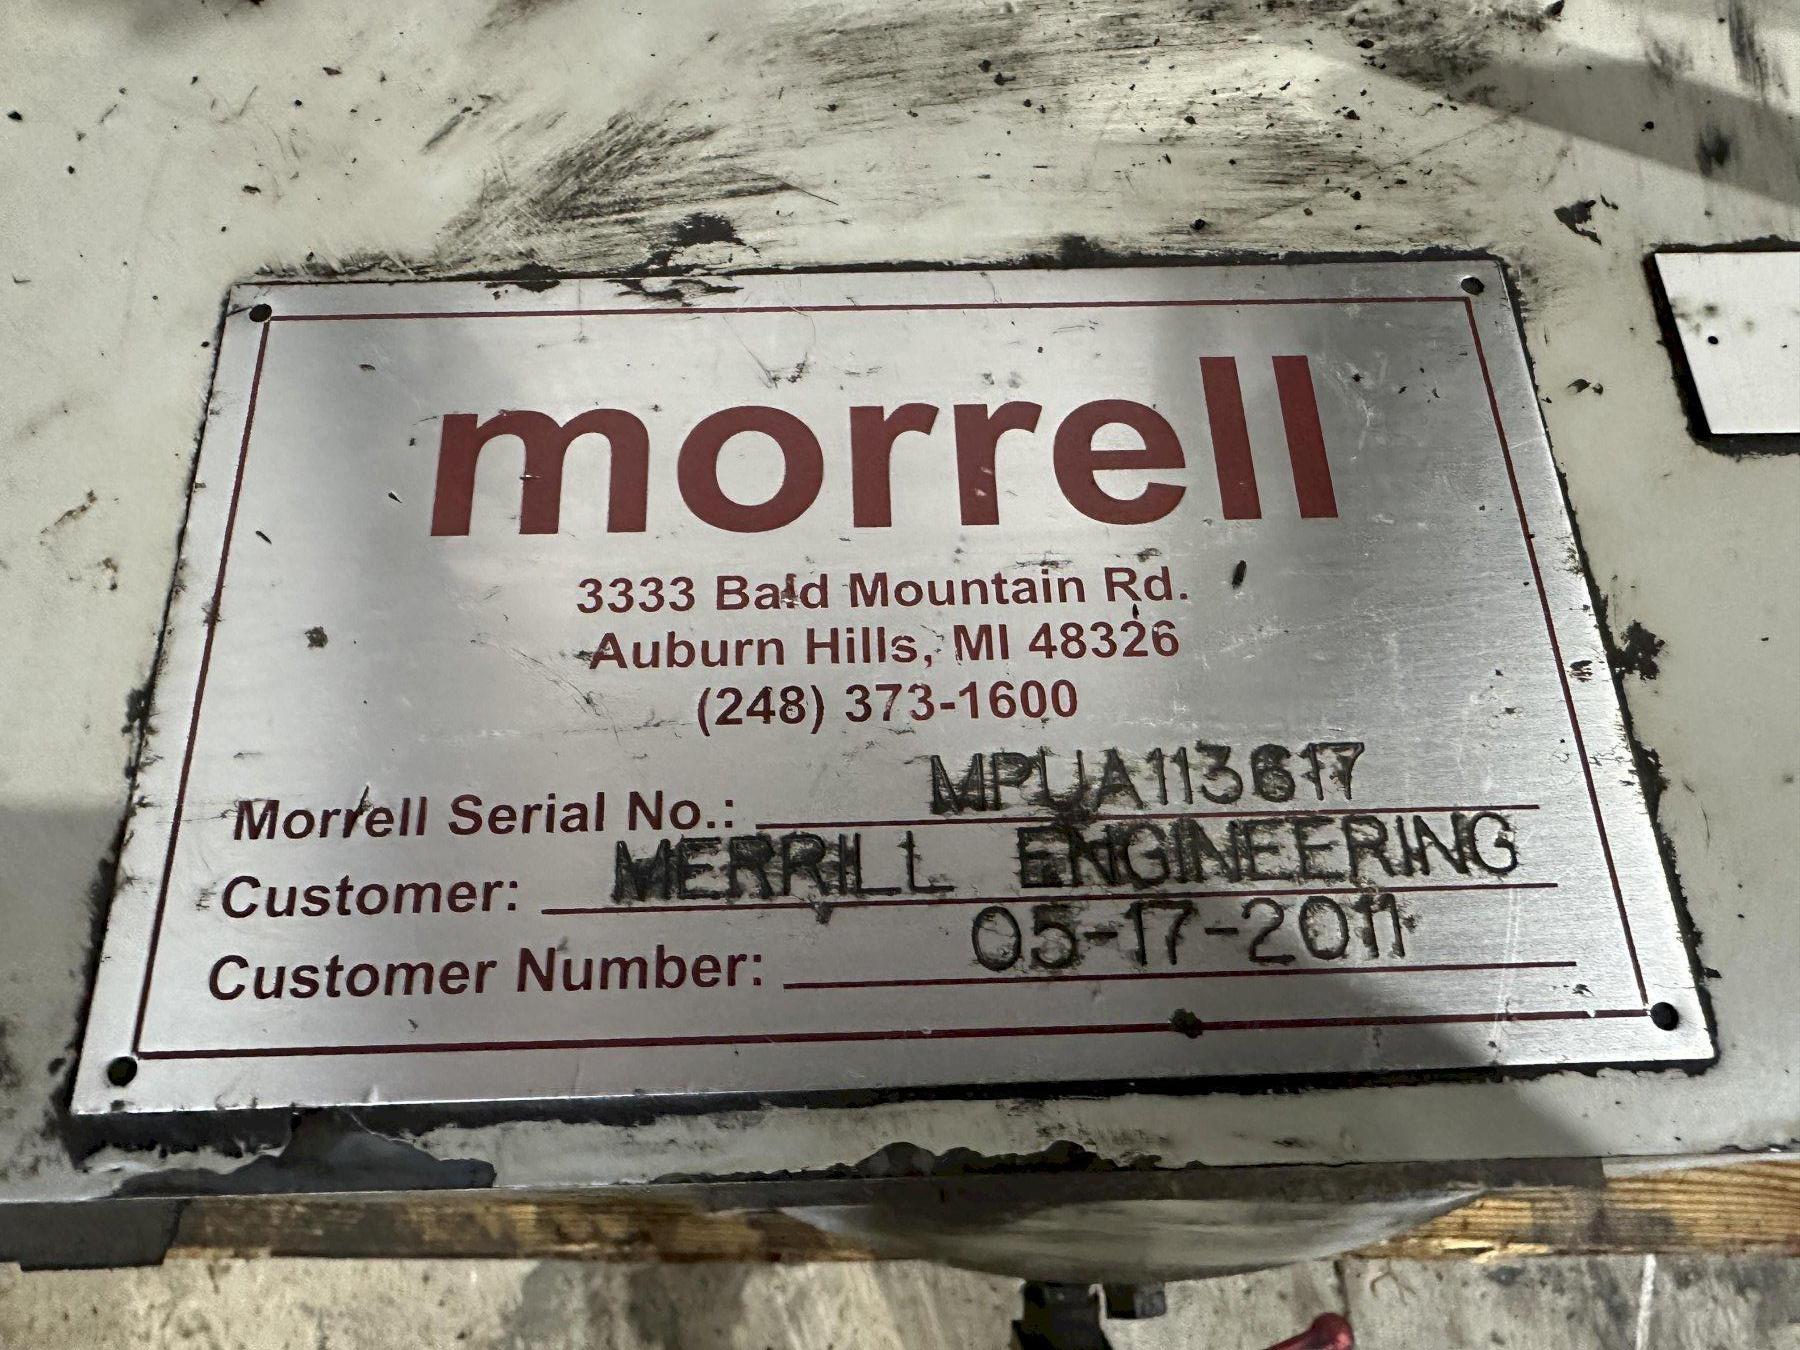 morrell
3333 Bald Mountain Rd.
Auburn Hills, MI 48326
(248) 373-1600
Morrell Serial No.: MPUA113617
Customer: MERRILL ENGINEERING
Customer Number: 05-17-2011